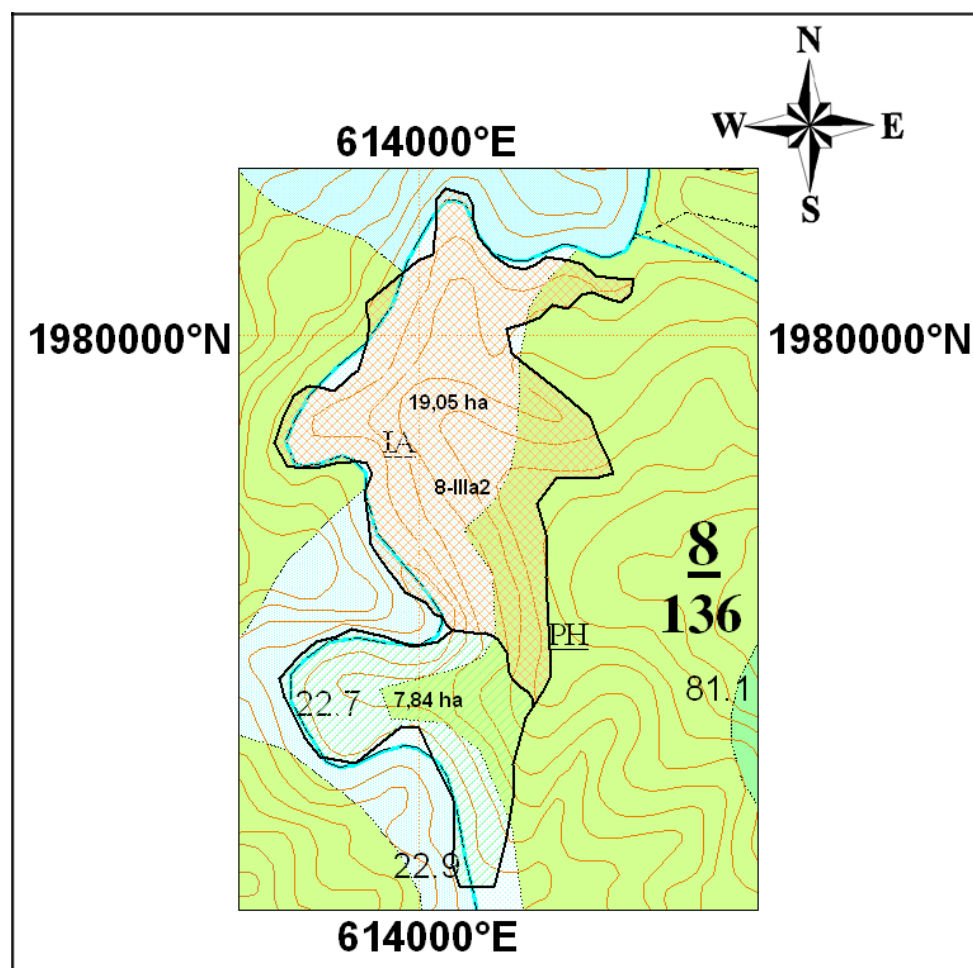 N
W E
S
614000°E
1980000°N
1980000°N
19,05 ha
IA
8-IIIa2
8
136
PH
81.1
22.7
7,84 ha
22.9
614000°E